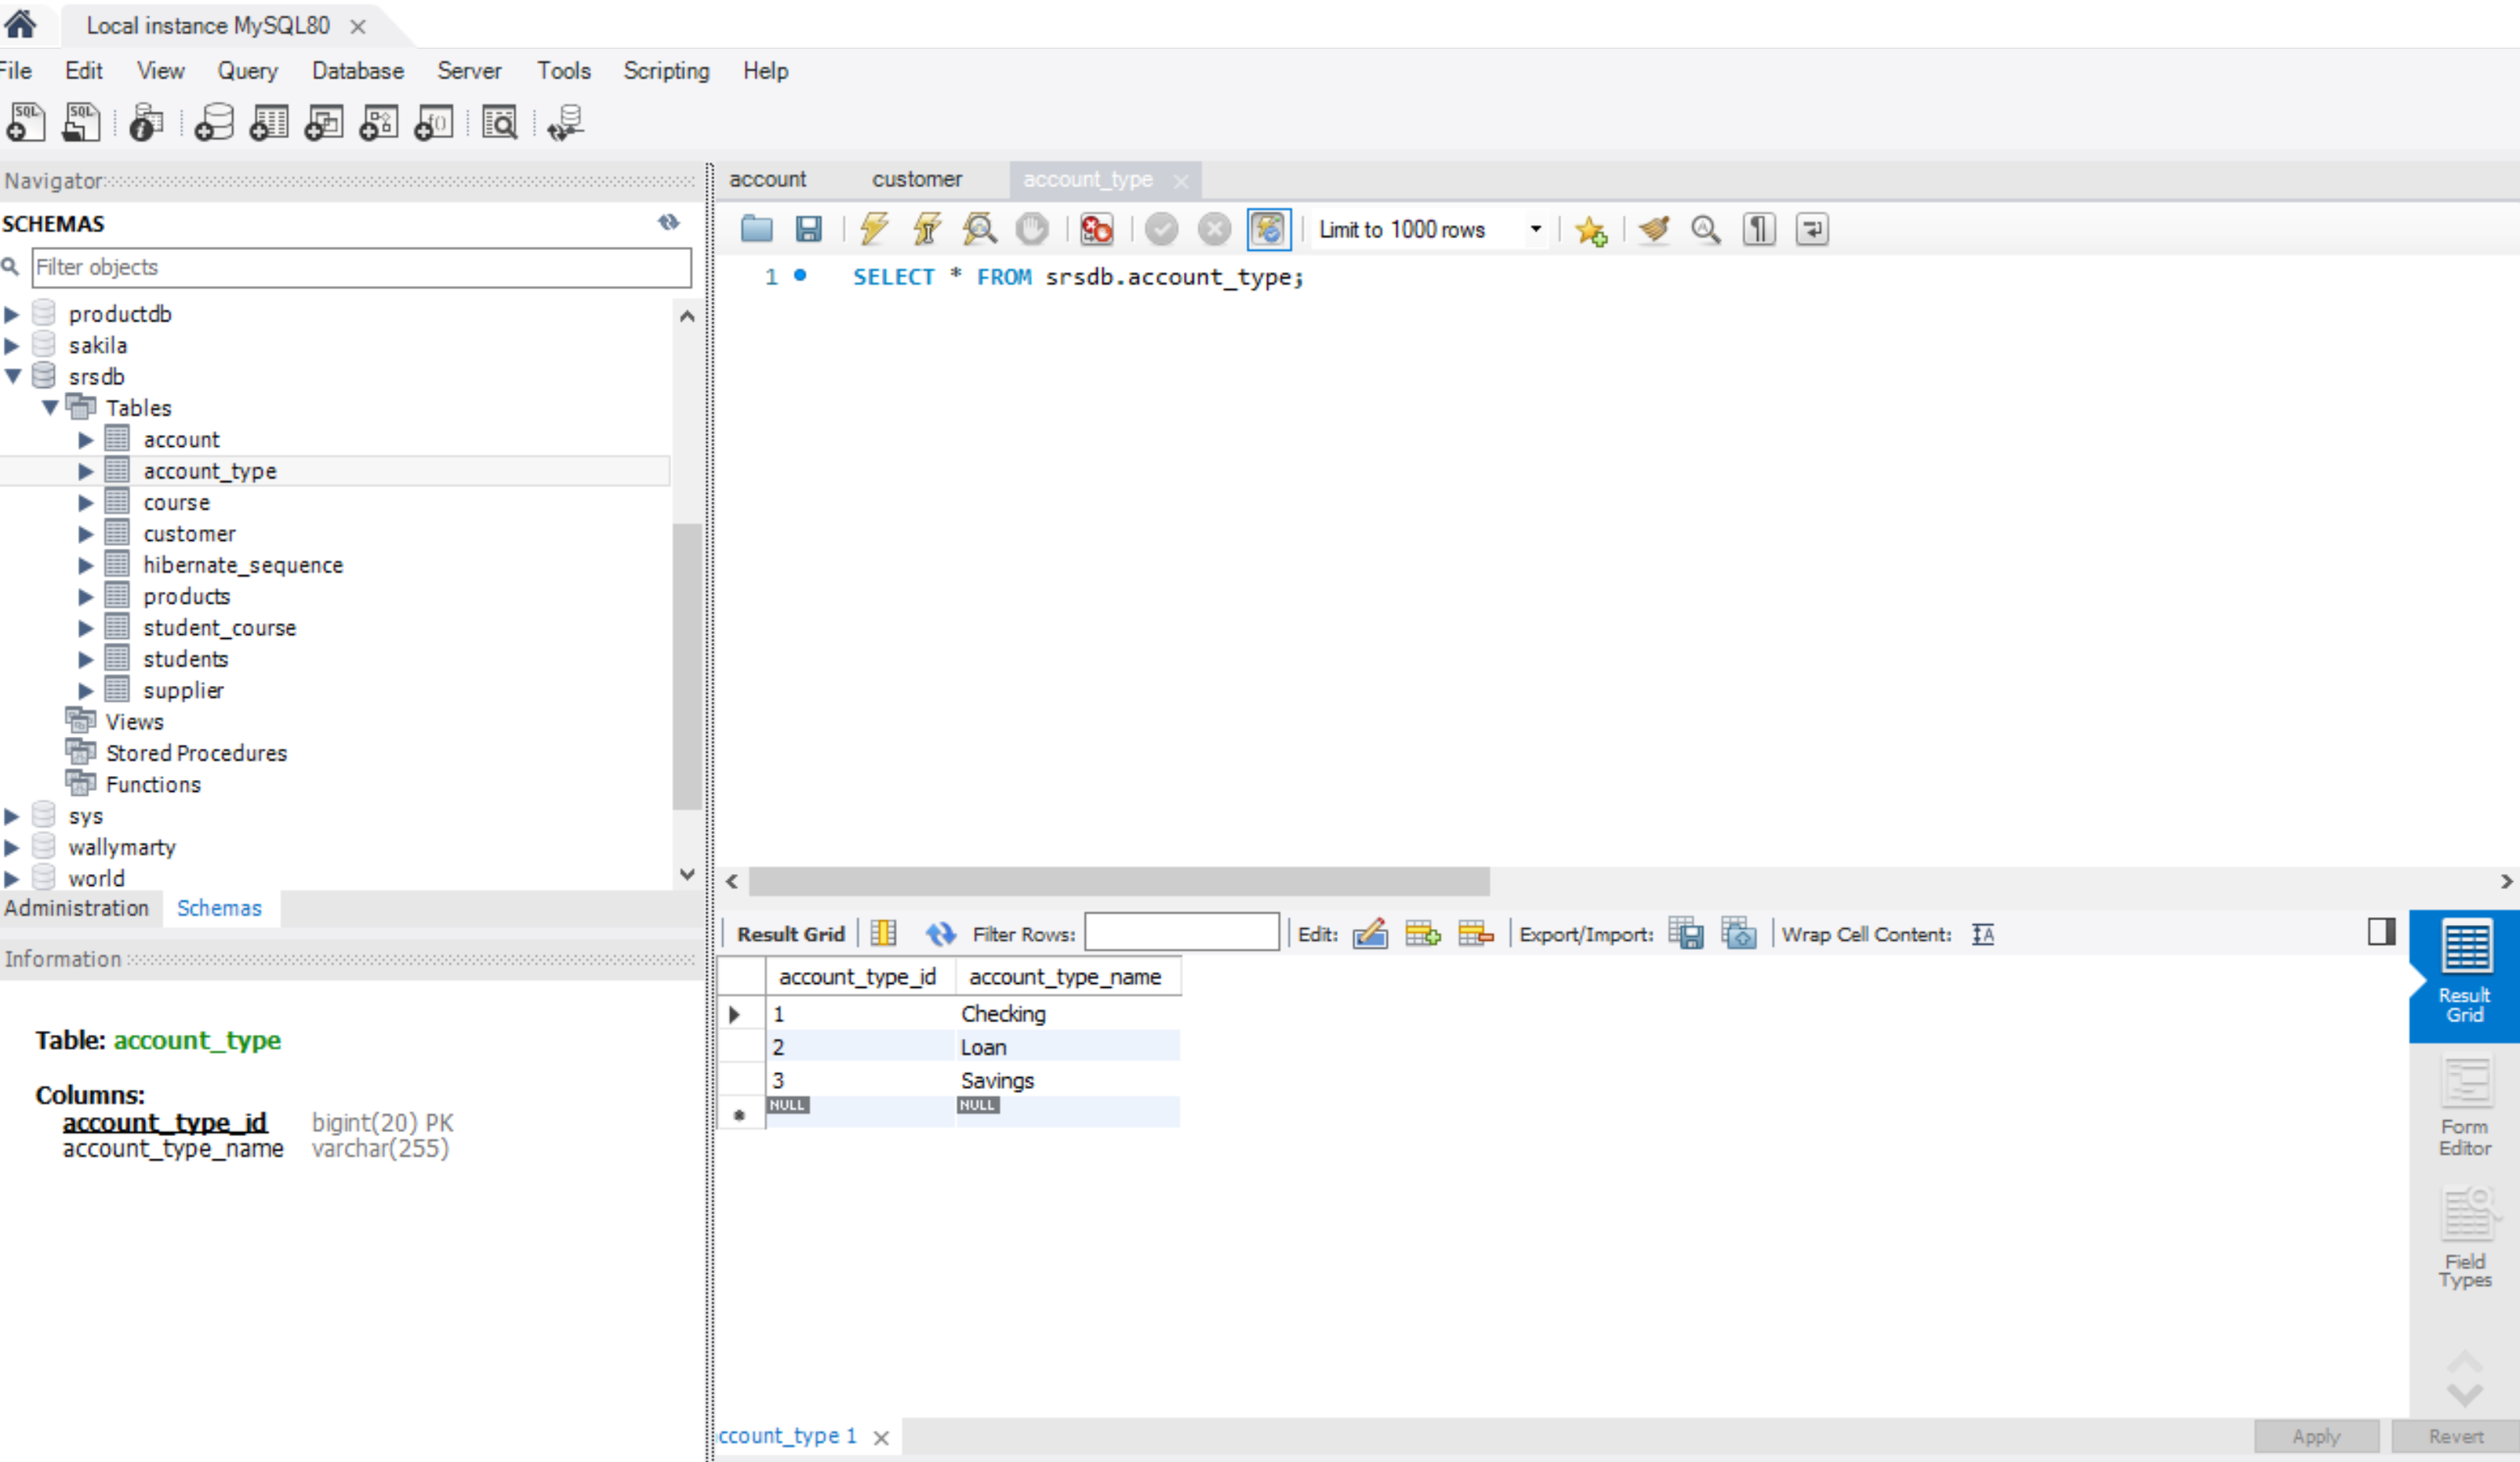 Local instance MySQL80
File Edit View Query Database Server Tools Scripting Help
Navigator
SCHEMAS
Filter objects
productdb
sakila
srsdb
Tables
account
account_type
course
customer
hibernate_sequence
products
student_course
students
supplier
Views
Stored Procedures
Functions
sys
wallymarty
world
Administration Schemas
Information
Table: account_type
Columns:
account_type_id bigint(20) PK
account_type_name varchar(255)
account customer account_type
Limit to 1000 rows
1 SELECT * FROM srsdb.account_type;
Result Grid Filter Rows: Edit: Export/Import: Wrap Cell Content:
account_type_id account_type_name
1 Checking
2 Loan
3 Savings
NULL NULL
Result
Grid
Form
Editor
Field
Types
ccount_type 1
Apply Revert